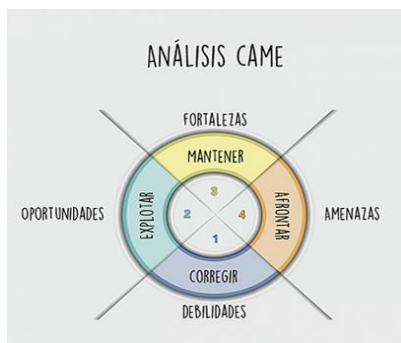 ANÁLISIS CAME
FORTALEZAS
MANTENER
OPORTUNIDADES
EXPLOTAR
3
2
4
1
AFRONTAR
AMENAZAS
CORREGIR
DEBILIDADES